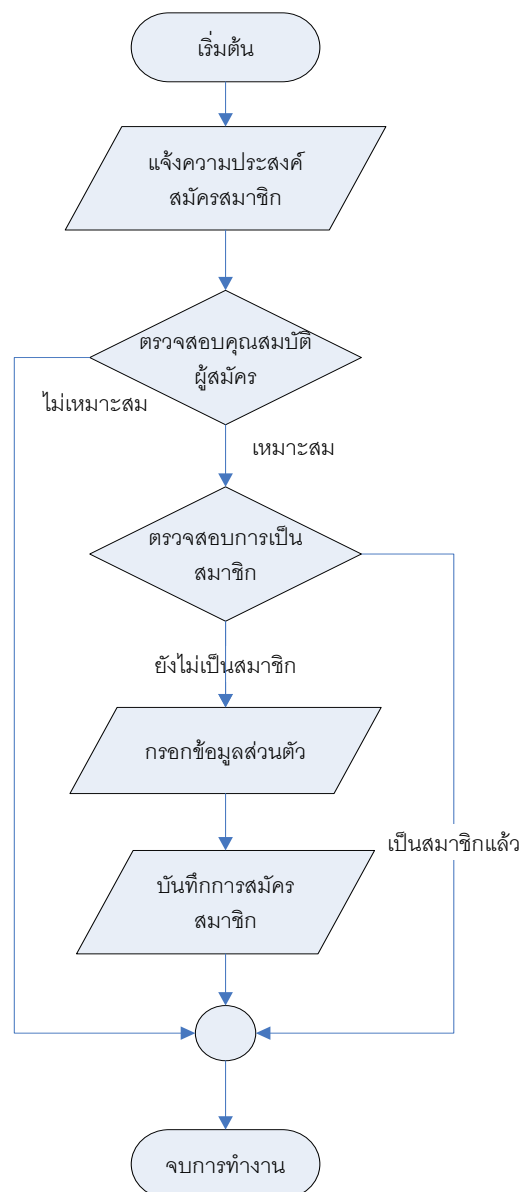 เริ่มต้น
แจ้งความประสงค์
สมัครสมาชิก
ตรวจสอบคุณสมบัติ
ผู้สมัคร
ไม่เหมาะสม
เหมาะสม
ตรวจสอบการเป็น
สมาชิก
ยังไม่เป็นสมาชิก
กรอกข้อมูลส่วนตัว
เป็นสมาชิกแล้ว
บันทึกการสมัคร
สมาชิก
จบการทำงาน